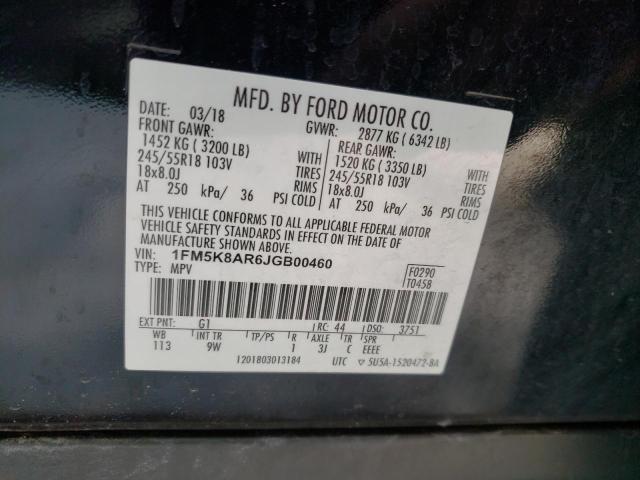 MFD. BY FORD MOTOR CO.
DATE: 03/18 GVWR: 2877 KG ( 6342 LB)
FRONT GAWR: REAR GAWR:
1452 KG ( 3200 LB) WITH 1520 KG ( 3350 LB) WITH
245/55R18 103V TIRES 245/55R18 103V TIRES
18x8.0J RIMS 18x8.0J RIMS
AT 250 kPa/ 36 PSI COLD AT 250 kPa/ 36 PSI COLD
THIS VEHICLE CONFORMS TO ALL APPLICABLE FEDERAL MOTOR
VEHICLE SAFETY STANDARDS IN EFFECT ON THE DATE OF
MANUFACTURE SHOWN ABOVE.
VIN: 1FM5K8AR6JGB00460
TYPE: MPV
F0290
T0458
EXT PNT: G1 RC: 44 DSO: 3751
WB INT TR TP/PS R AXLE TR SPR
113 9W 1 3J C EEEE
1201803013184 UTC ▽ 5U5A-1520472-BA